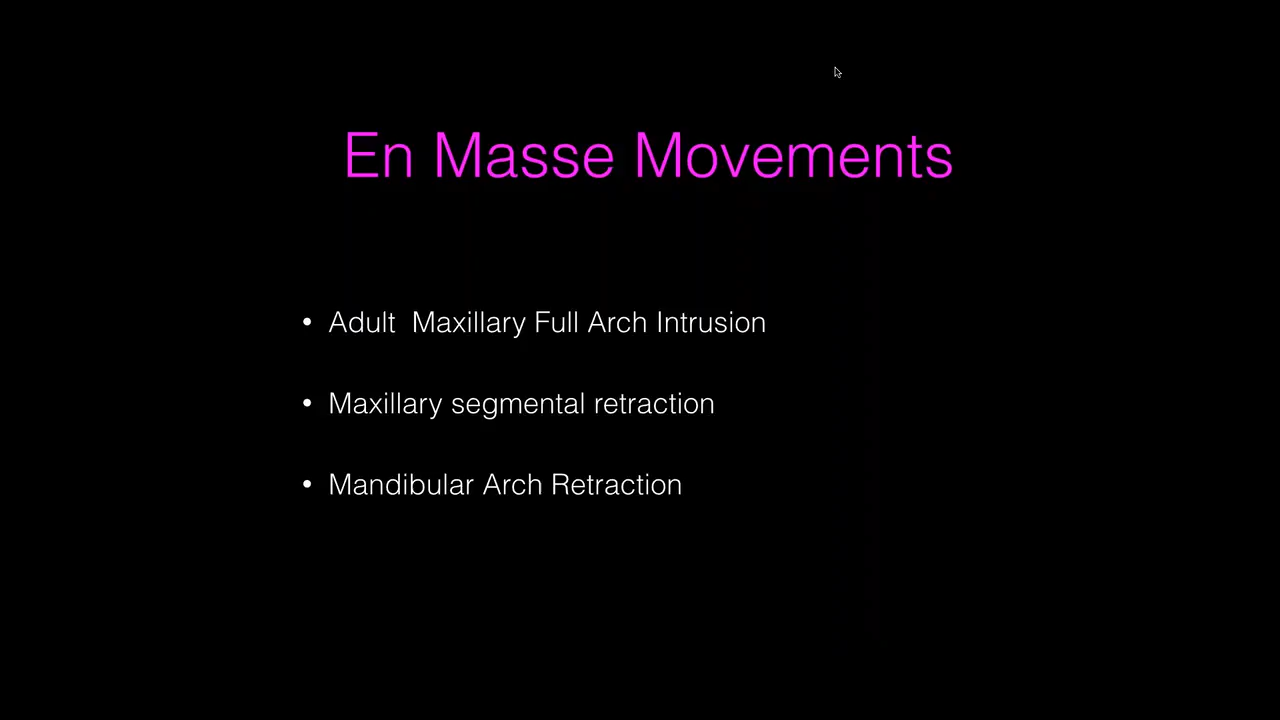 En Masse Movements
• Adult  Maxillary Full Arch Intrusion
• Maxillary segmental retraction
• Mandibular Arch Retraction